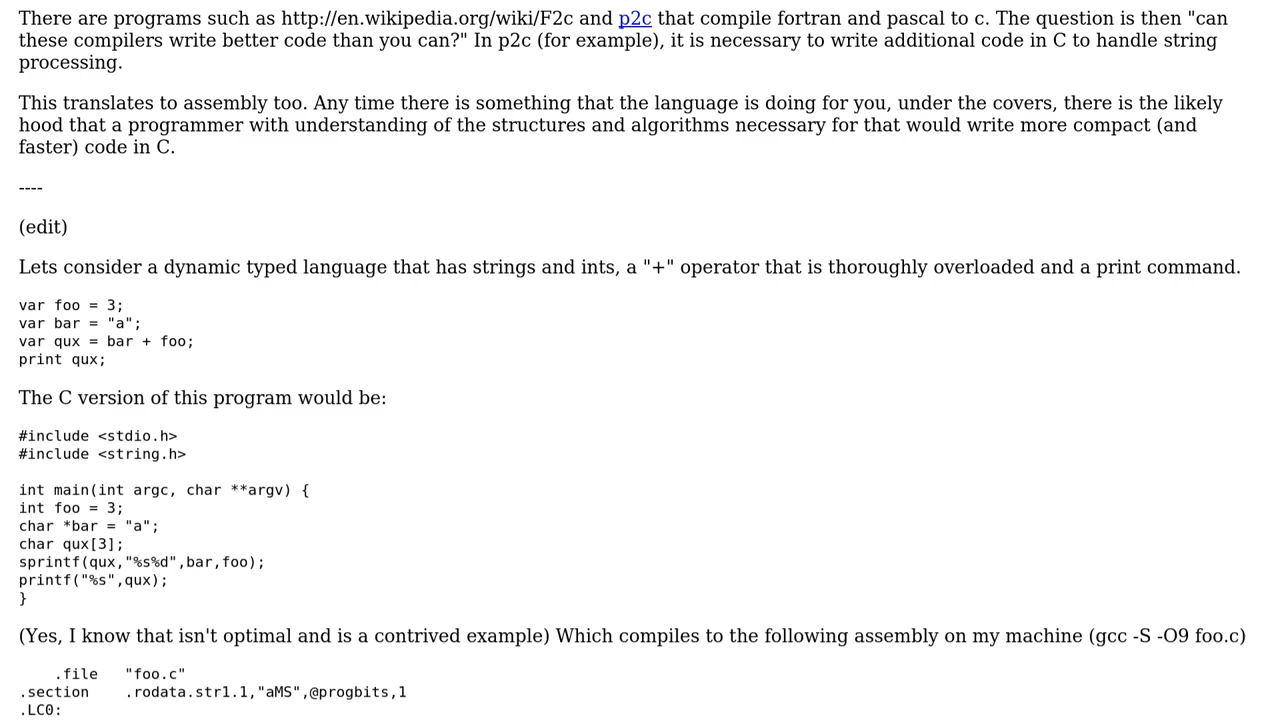 There are programs such as http://en.wikipedia.org/wiki/F2c and p2c that compile fortran and pascal to c. The question is then "can
these compilers write better code than you can?" In p2c (for example), it is necessary to write additional code in C to handle string
processing.
This translates to assembly too. Any time there is something that the language is doing for you, under the covers, there is the likely
hood that a programmer with understanding of the structures and algorithms necessary for that would write more compact (and
faster) code in C.
----
(edit)
Lets consider a dynamic typed language that has strings and ints, a "+" operator that is thoroughly overloaded and a print command.
var foo = 3;
var bar = "a";
var qux = bar + foo;
print qux;
The C version of this program would be:
#include <stdio.h>
#include <string.h>
int main(int argc, char **argv) {
int foo = 3;
char *bar = "a";
char qux[3];
sprintf(qux,"%s%d",bar,foo);
printf("%s",qux);
}
(Yes, I know that isn't optimal and is a contrived example) Which compiles to the following assembly on my machine (gcc -S -O9 foo.c)
.file "foo.c"
.section .rodata.str1.1,"aMS",@progbits,1
.LC0: